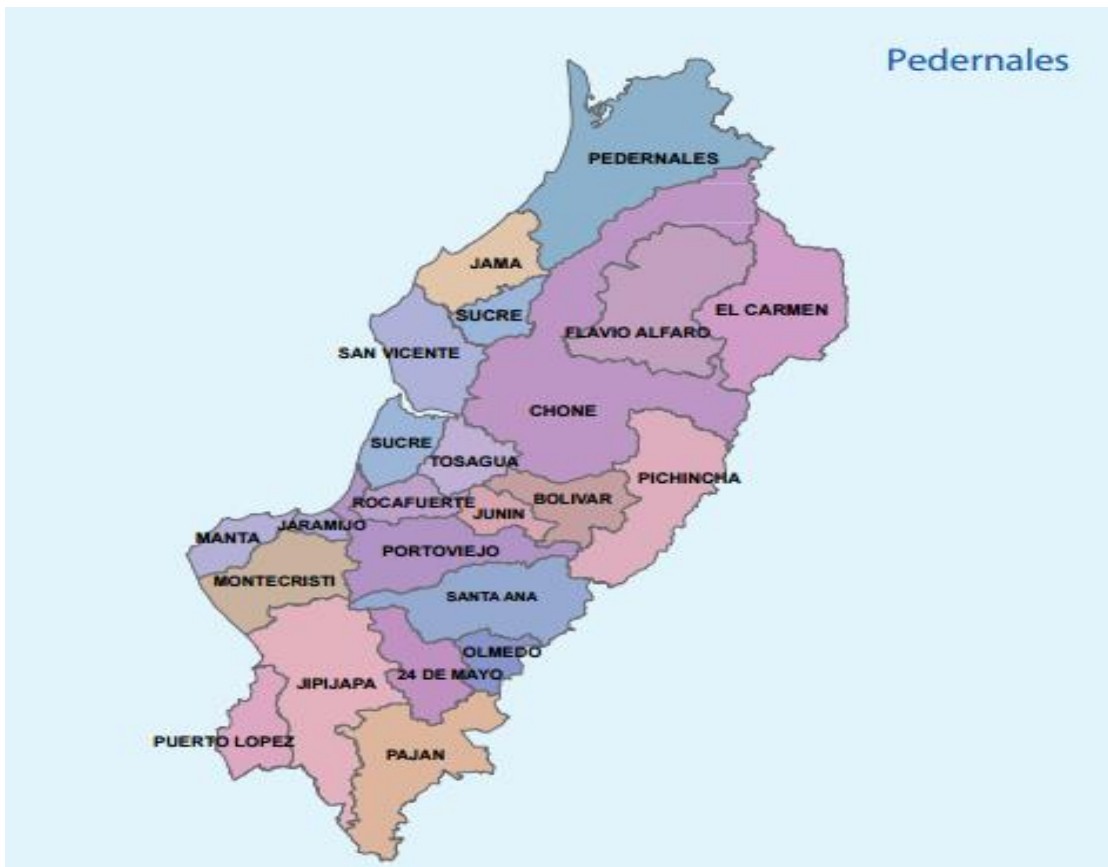 Pedernales
PEDERNALES
JAMA
SUCRE
EL CARMEN
FLAVIO ALFARO
SAN VICENTE
CHONE
SUCRE
TOSAGUA
PICHINCHA
BOLIVAR
ROCAFUERTE
JUNIN
JARAMIJO
MANTA
PORTOVIEJO
MONTECRISTI
SANTA ANA
OLMEDO
24 DE MAYO
JIPIJAPA
PUERTO LOPEZ
PAJAN